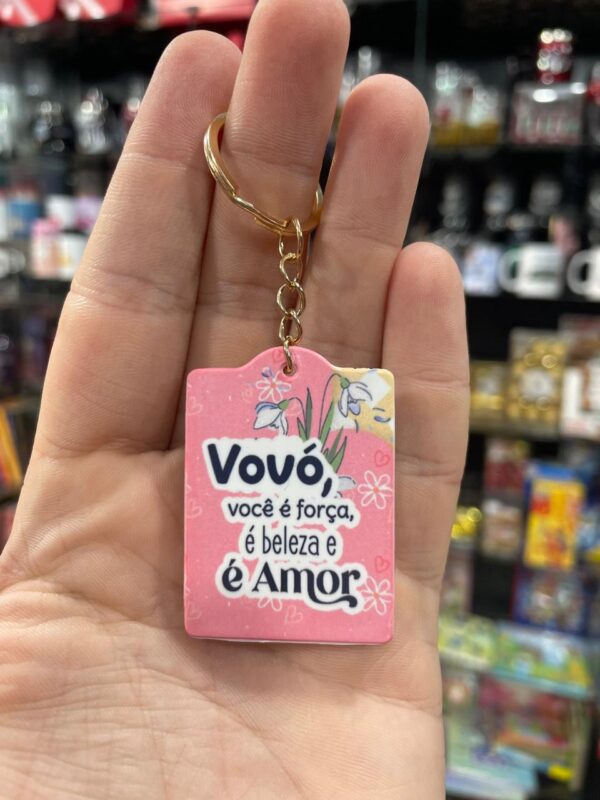 Vovó,
você é força,
é beleza e
é Amor